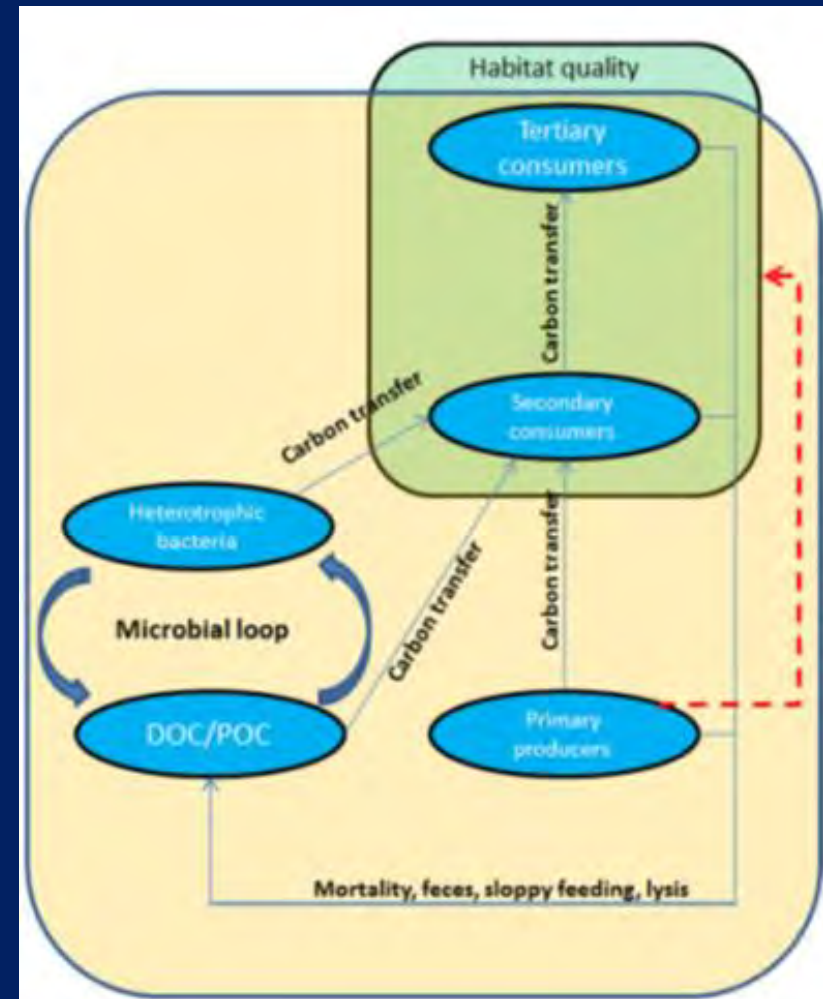 Habitat quality
Tertiary
consumers
Carbon transfer
Secondary
consumers
Carbon transfer
Heterotrophic
bacteria
Carbon transfer
Carbon transfer
Microbial loop
DOC/POC
Primary
producers
Mortality, feces, sloppy feeding, lysis